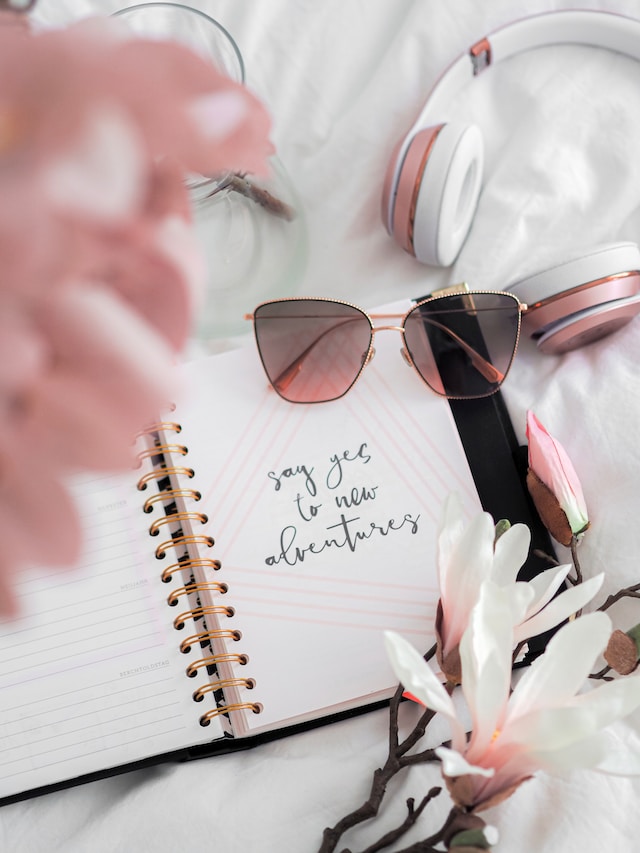 say yes
to new
adventures